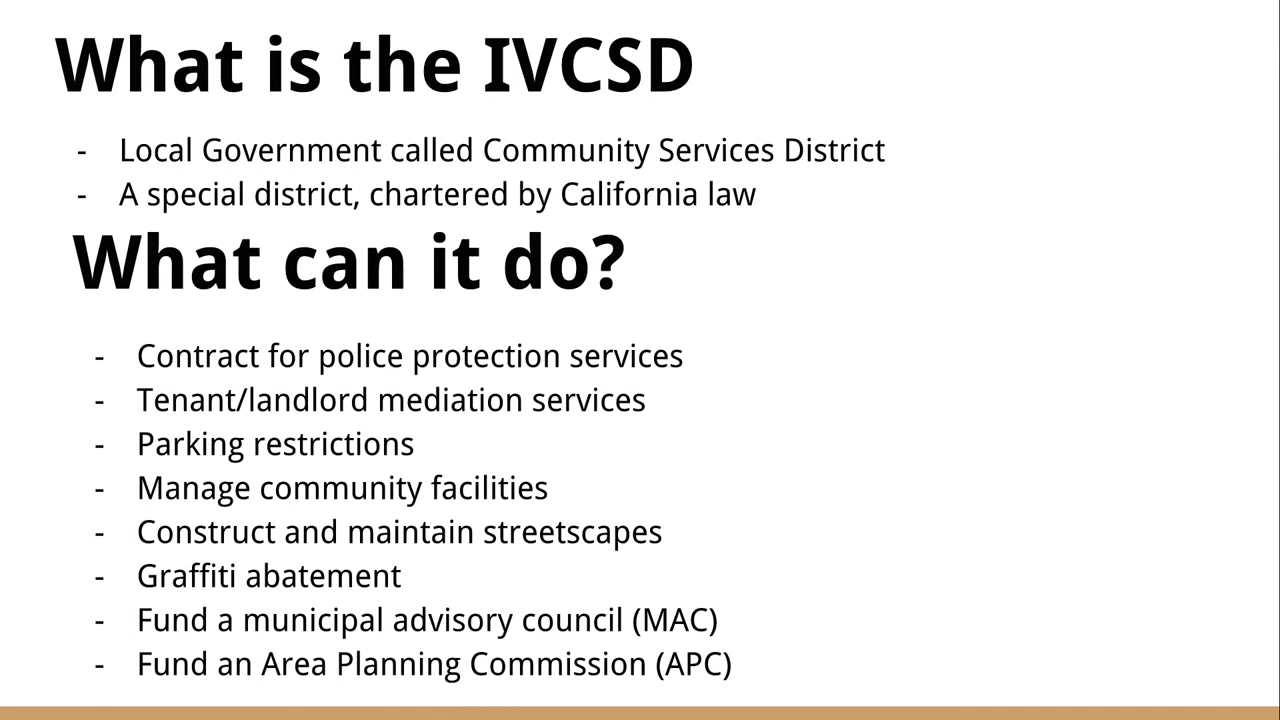 What is the IVCSD
- Local Government called Community Services District
- A special district, chartered by California law
What can it do?
- Contract for police protection services
- Tenant/landlord mediation services
- Parking restrictions
- Manage community facilities
- Construct and maintain streetscapes
- Graffiti abatement
- Fund a municipal advisory council (MAC)
- Fund an Area Planning Commission (APC)